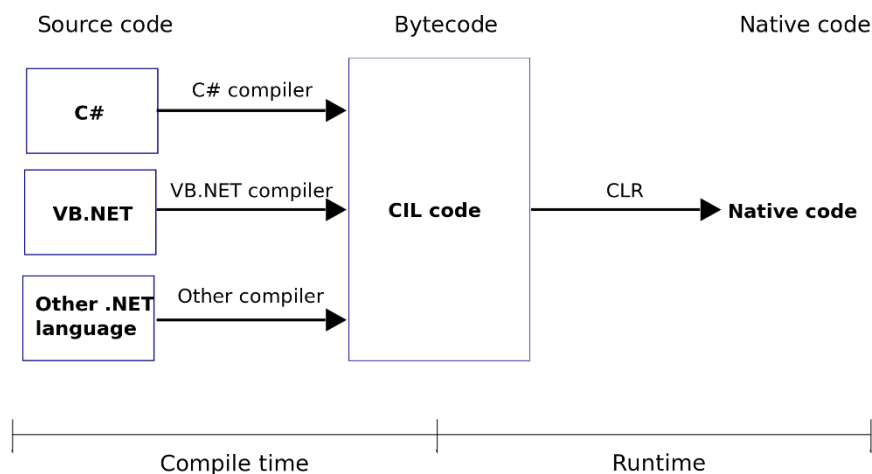 Source code
Bytecode
Native code
C#
C# compiler
VB.NET
VB.NET compiler
CIL code
CLR
Native code
Other .NET
language
Other compiler
Compile time
Runtime